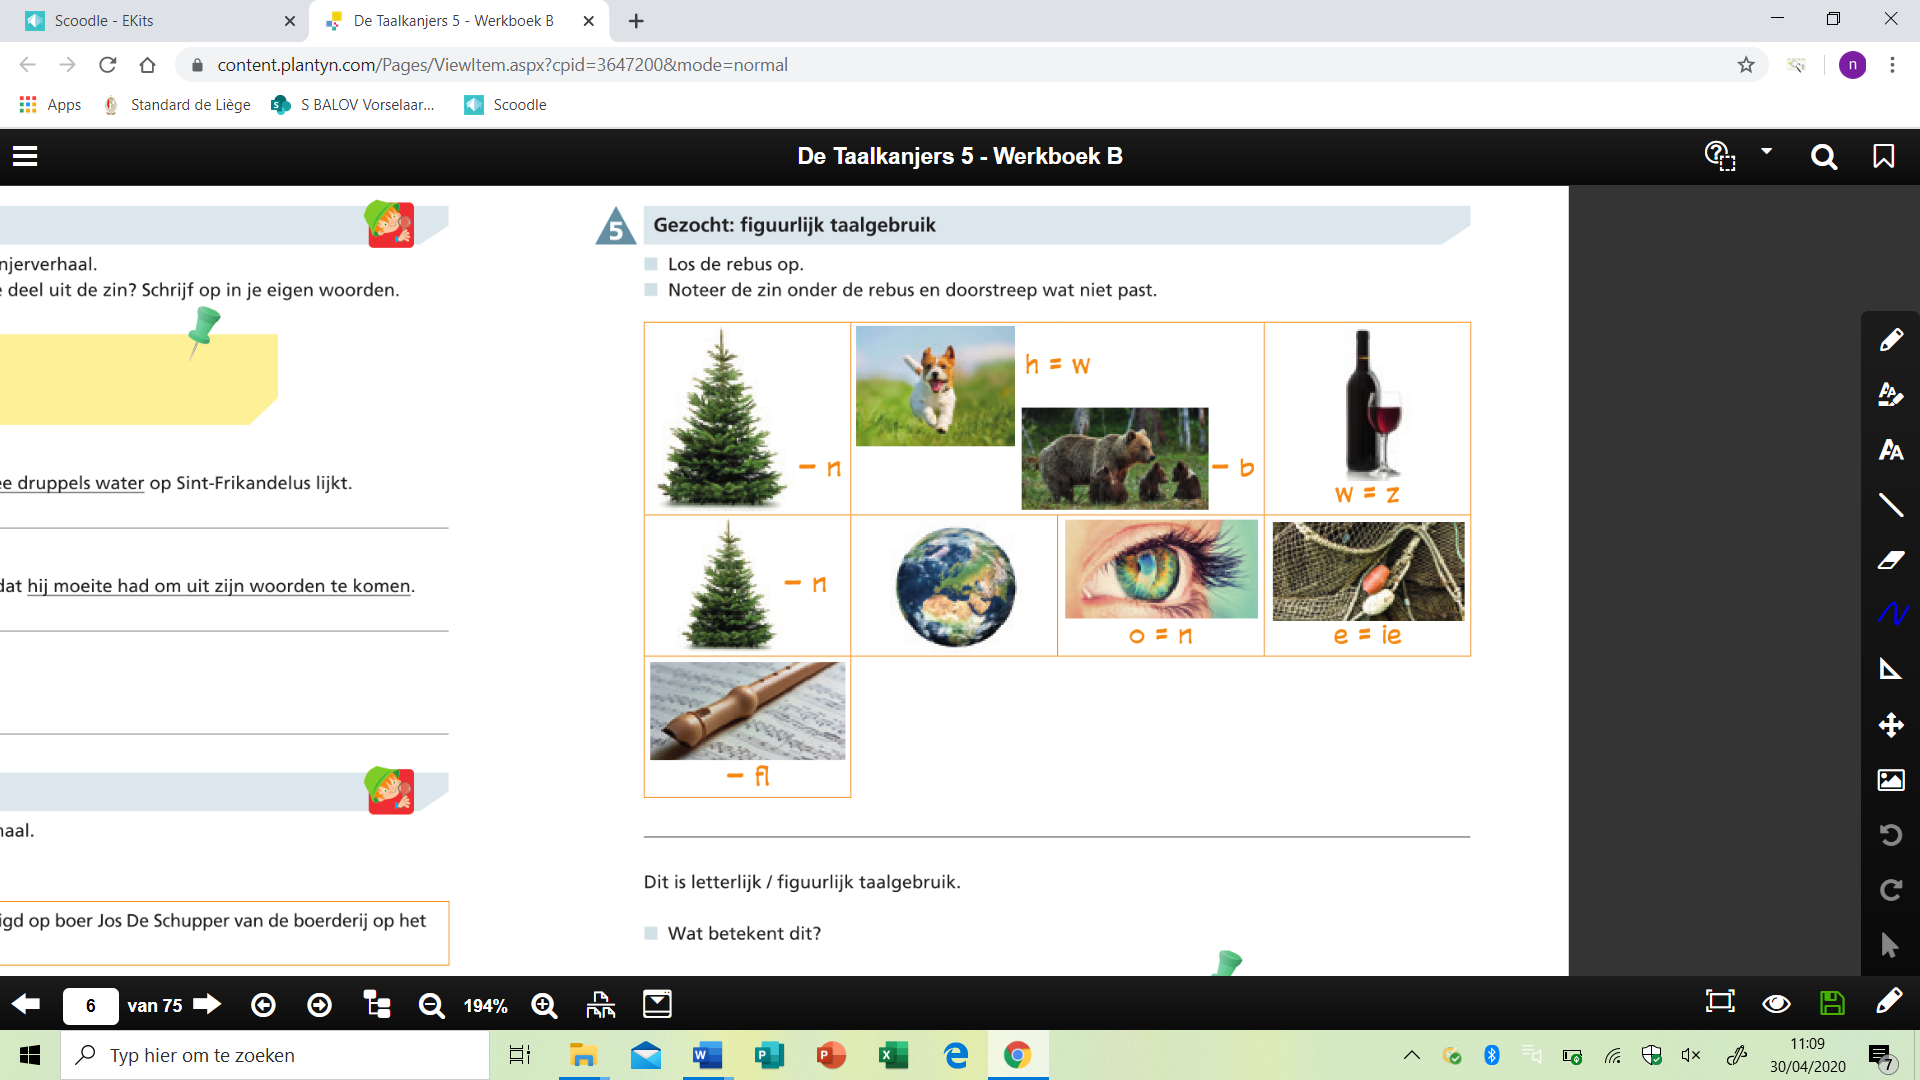 Scoodle - EKits
De Taalkanjers 5 - Werkboek B
content.plantyn.com/Pages/ViewItem.aspx?cpid=3647200&mode=normal
n
Apps
Standard de Liège
S BALOV Vorselaar...
Scoodle
De Taalkanjers 5 - Werkboek B
njerverhaal.
e deel uit de zin? Schrijf op in je eigen woorden.
ee druppels water op Sint-Frikandelus lijkt.
dat hij moeite had om uit zijn woorden te komen.
haal.
igd op boer Jos De Schupper van de boerderij op het
5
Gezocht: figuurlijk taalgebruik
Los de rebus op.
Noteer de zin onder de rebus en doorstreep wat niet past.
- n
h = w
- b
w = z
- n
o = n
e = ie
- fl
Dit is letterlijk / figuurlijk taalgebruik.
Wat betekent dit?
6
van 75
194%
Typ hier om te zoeken
11:09
30/04/2020
7